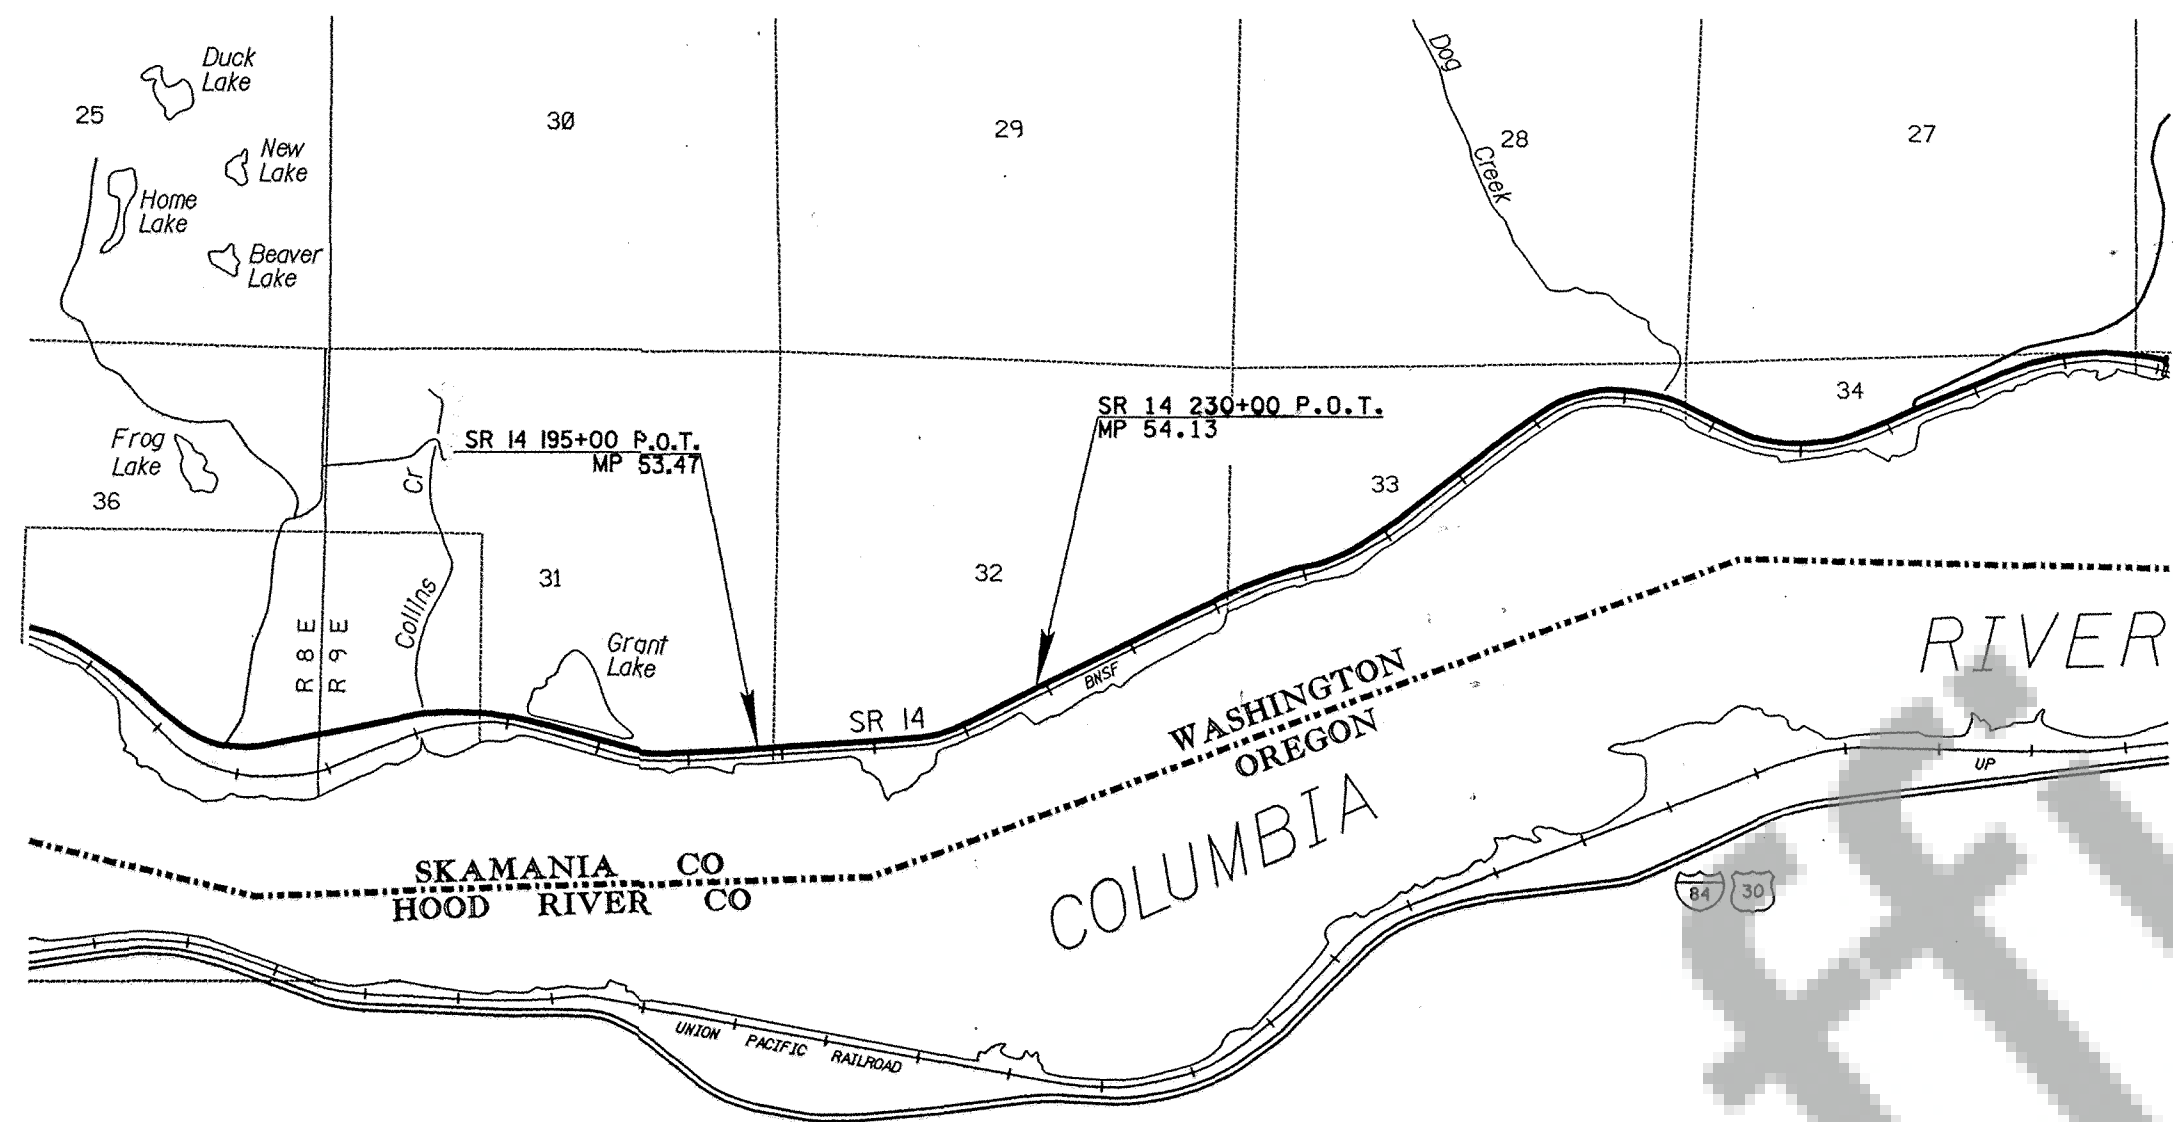 Duck
Lake
25
30
29
Dog
Creek
28
27
New
Lake
Home
Lake
Beaver
Lake
34
SR 14 230+00 P.O.T.
MP 54.13
SR 14 195+00 P.O.T.
MP 53.47
Frog
Lake
36
Cr
Collins
33
31
32
R 8 E
R 9 E
Grant
Lake
SR 14
BNSF
WASHINGTON
OREGON
RIVER
COLUMBIA
UP
SKAMANIA CO
HOOD RIVER CO
84
30
UNION PACIFIC RAILROAD